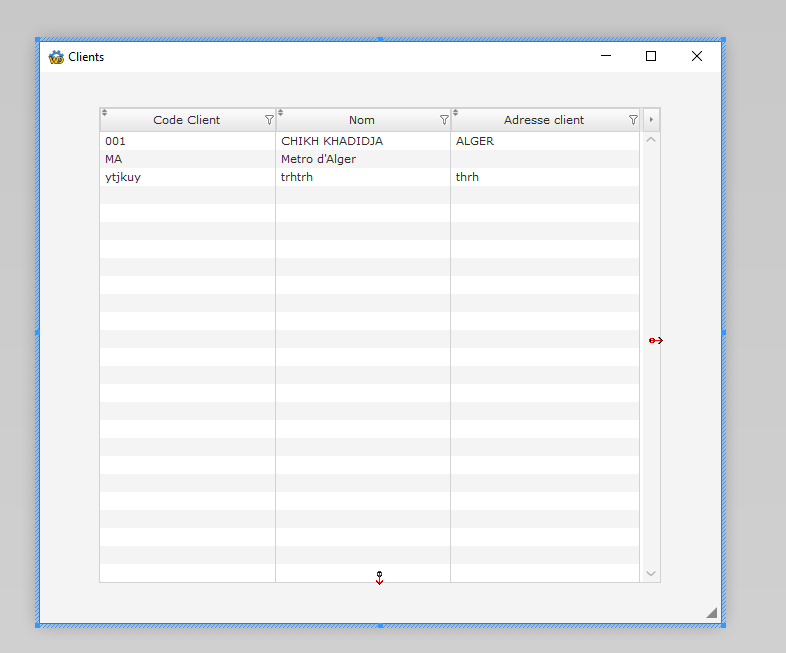 Clients
Code Client Nom Adresse client
001 CHIKH KHADIDJA ALGER
MA Metro d'Alger
ytjkuy trhtrh thrh